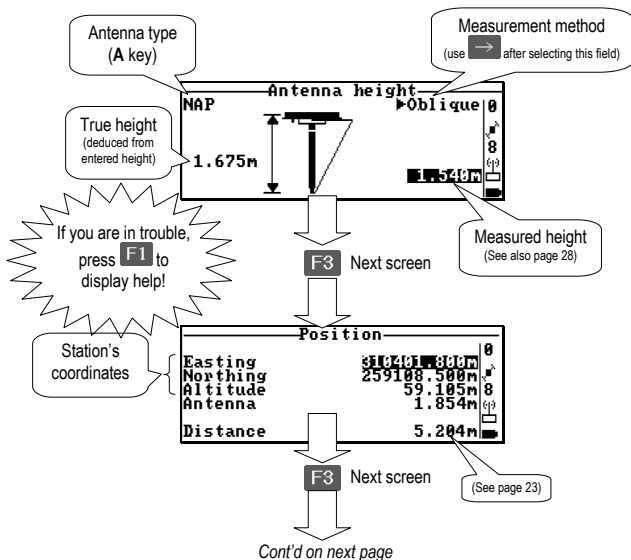 Antenna type
(A key)
Measurement method
(use → after selecting this field)
Antenna height
NAP
▶Oblique
0
8
True height
(deduced from
entered height)
1.675m
1.540m
If you are in trouble,
press F1 to
display help!
F3 Next screen
Measured height
(See also page 28)
Position
Station's
coordinates
0
Easting 310401.800m
Northing 259108.500m
Altitude 59.105m 8
Antenna 1.854m
Distance 5.204m
F3 Next screen
(See page 23)
Cont'd on next page